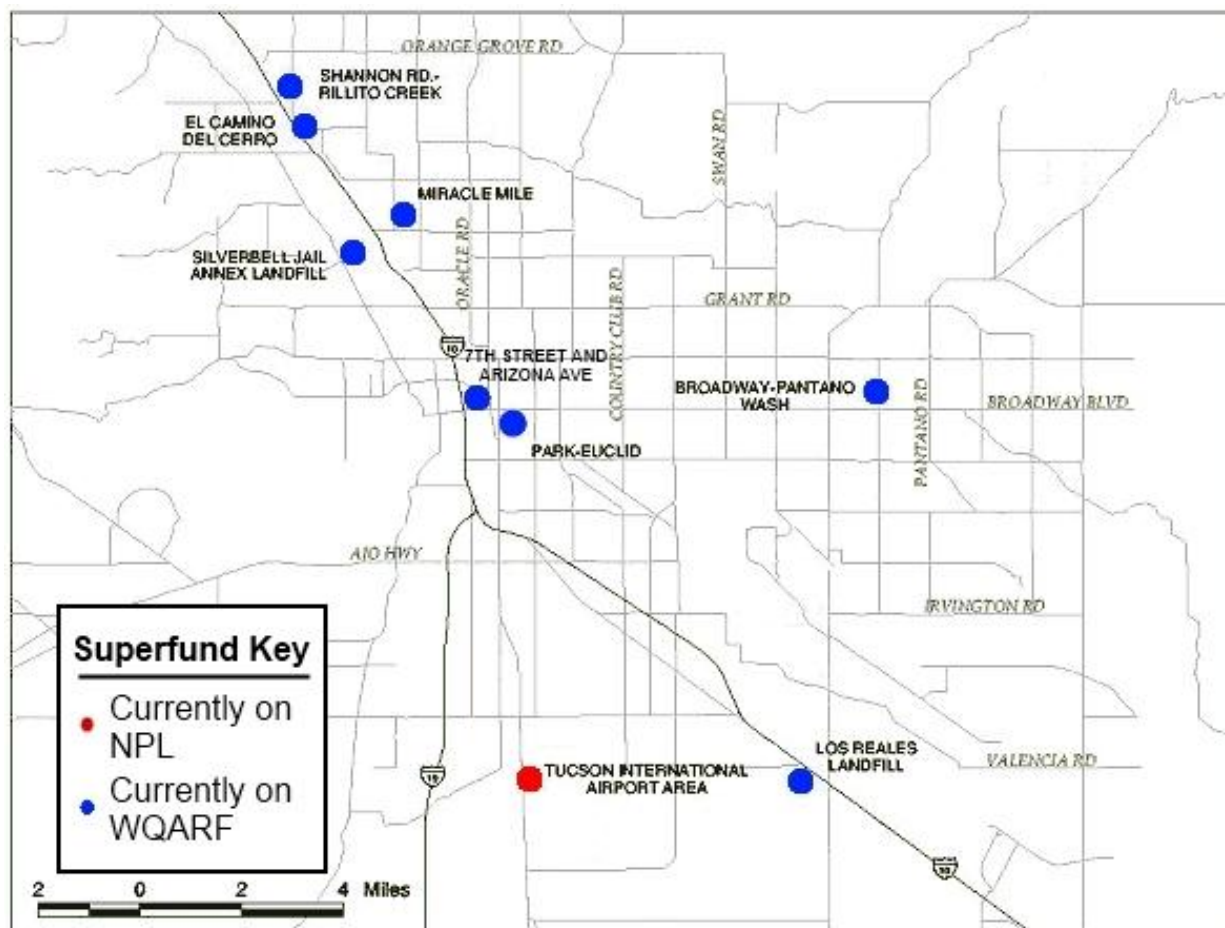 ORANGE GROVE RD
SHANNON RD.-
RILLITO CREEK
EL CAMINO
DEL CERRO
SWAN RD
MIRACLE MILE
SILVERBELL JAIL
ANNEX LANDFILL
ORACLE RD
COUNTRY CLUB RD
GRANT RD
10
7TH STREET AND
ARIZONA AVE
BROADWAY-PANTANO
WASH
PANTANO RD
BROADWAY BLVD
PARK-EUCLID
AJO HWY
IRVINGTON RD
Superfund Key
Currently on
NPL
Currently on
WQARF
19
TUCSON INTERNATIONAL
AIRPORT AREA
LOS REALES
LANDFILL
VALENCIA RD
10
2 0 2 4 Miles